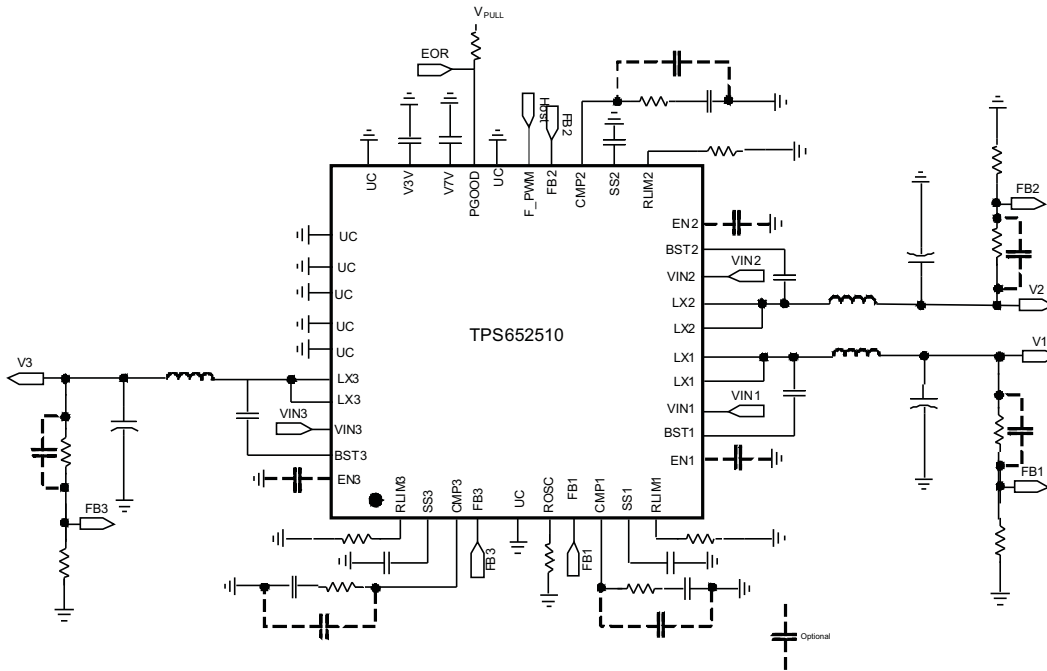 VPULL
EOR
Host
FB2
UC
V3V
V7V
PGOOD
UC
F_PWM
FB2
CMP2
SS2
RLIM2
FB2
EN2
UC
BST2
UC
VIN2
VIN2
UC
LX2
V2
UC
TPS652510
LX2
UC
LX1
V1
V3
LX3
LX1
LX3
VIN1
VIN1
VIN3
VIN3
BST1
BST3
EN1
EN3
FB1
FB3
RLIM3
SS3
CMP3
FB3
UC
ROSC
FB1
CMP1
SS1
RLIM1
FB3
FB1
Optional